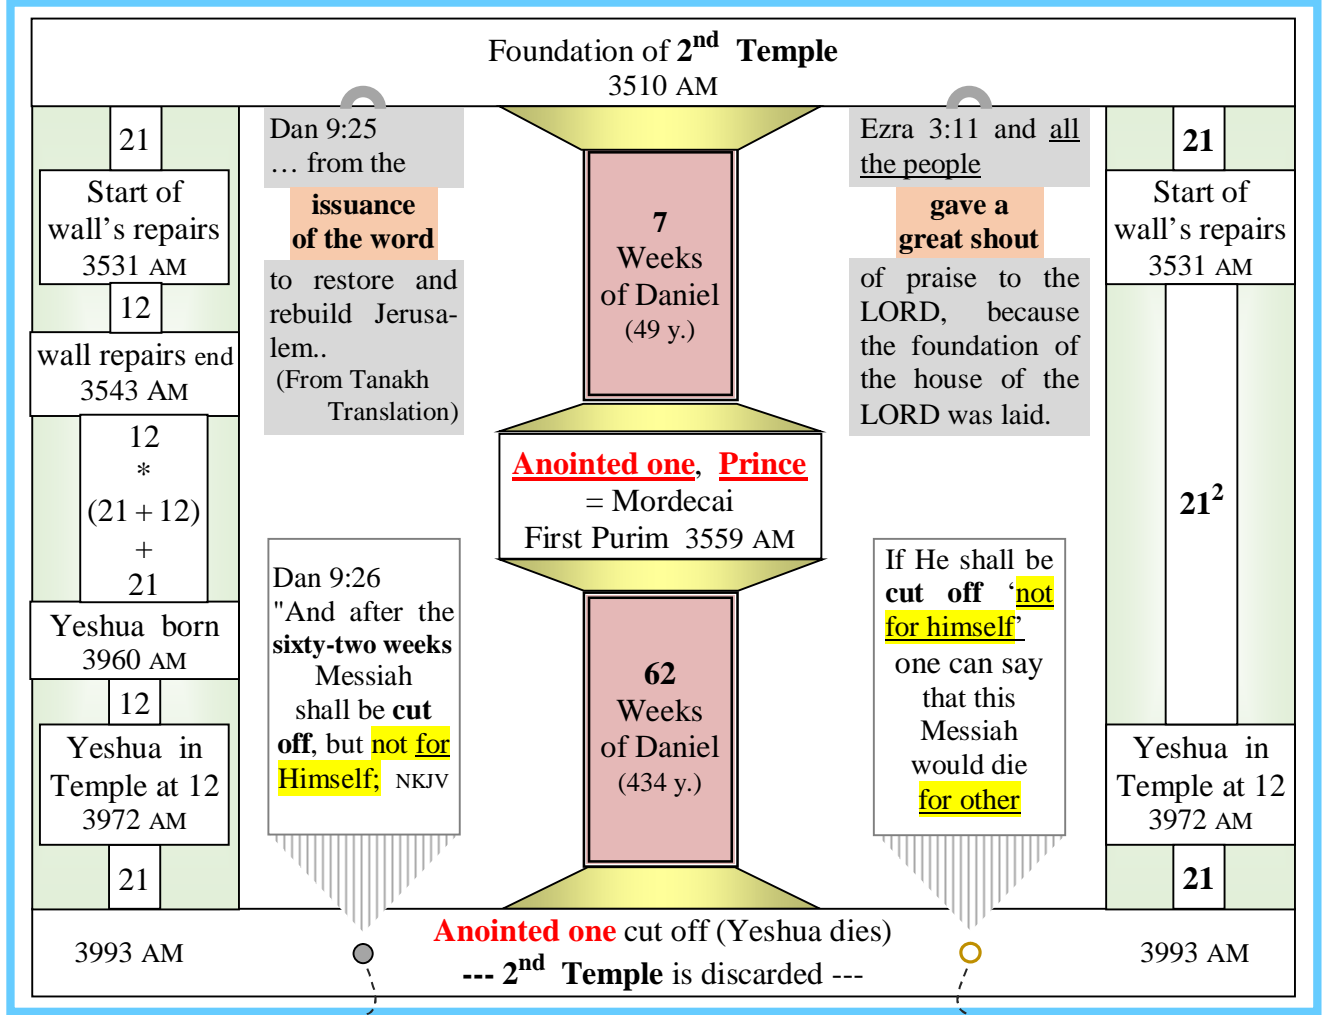 Foundation of 2nd Temple
3510 AM
21
Start of
wall's repairs
3531 AM
12
wall repairs end
3543 AM
12
*
(21 + 12)
+
21
Yeshua born
3960 AM
12
Yeshua in
Temple at 12
3972 AM
21
3993 AM
Dan 9:25
… from the
issuance
of the word
to restore and
rebuild Jerusa-
lem..
(From Tanakh
Translation)
Dan 9:26
"And after the
sixty-two weeks
Messiah
shall be cut
off, but not for
Himself; NKJV
7
Weeks
of Daniel
(49 y.)
Anointed one, Prince
= Mordecai
First Purim 3559 AM
62
Weeks
of Daniel
(434 y.)
Anointed one cut off (Yeshua dies)
--- 2nd Temple is discarded ---
Ezra 3:11 and all
the people
gave a
great shout
of praise to the
LORD, because
the foundation of
the house of the
LORD was laid.
If He shall be
cut off ‘not
for himself’
one can say
that this
Messiah
would die
for other
21
Start of
wall's repairs
3531 AM
21²
Yeshua in
Temple at 12
3972 AM
21
3993 AM